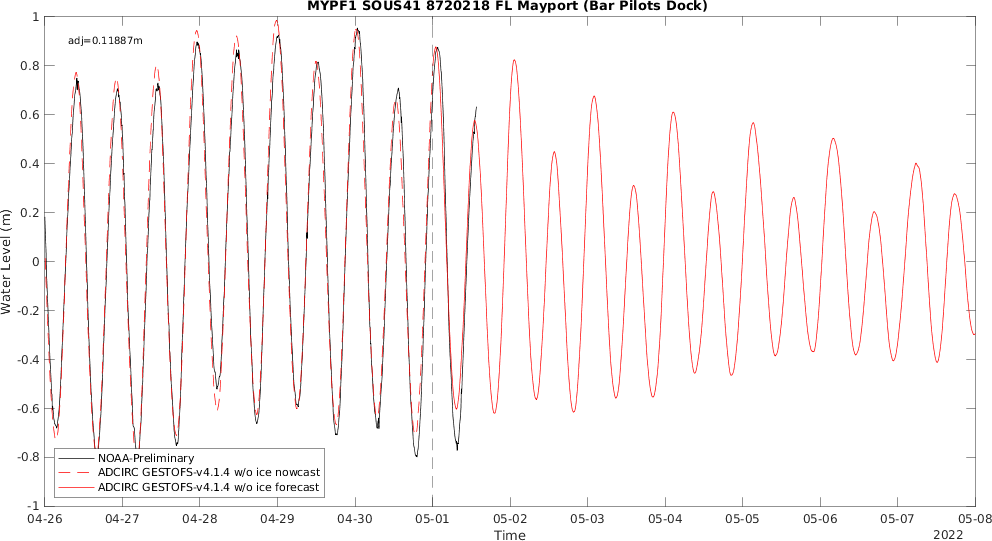 MYPF1 SOUS41 8720218 FL Mayport (Bar Pilots Dock)
adj=0.11887m
1
0.8
0.6
0.4
0.2
0
-0.2
-0.4
-0.6
-0.8
-1
Water Level (m)
NOAA-Preliminary
ADCIRC GESTOFS-v4.1.4 w/o ice nowcast
ADCIRC GESTOFS-v4.1.4 w/o ice forecast
04-26 04-27 04-28 04-29 04-30 05-01 05-02 05-03 05-04 05-05 05-06 05-07 05-08
Time
2022